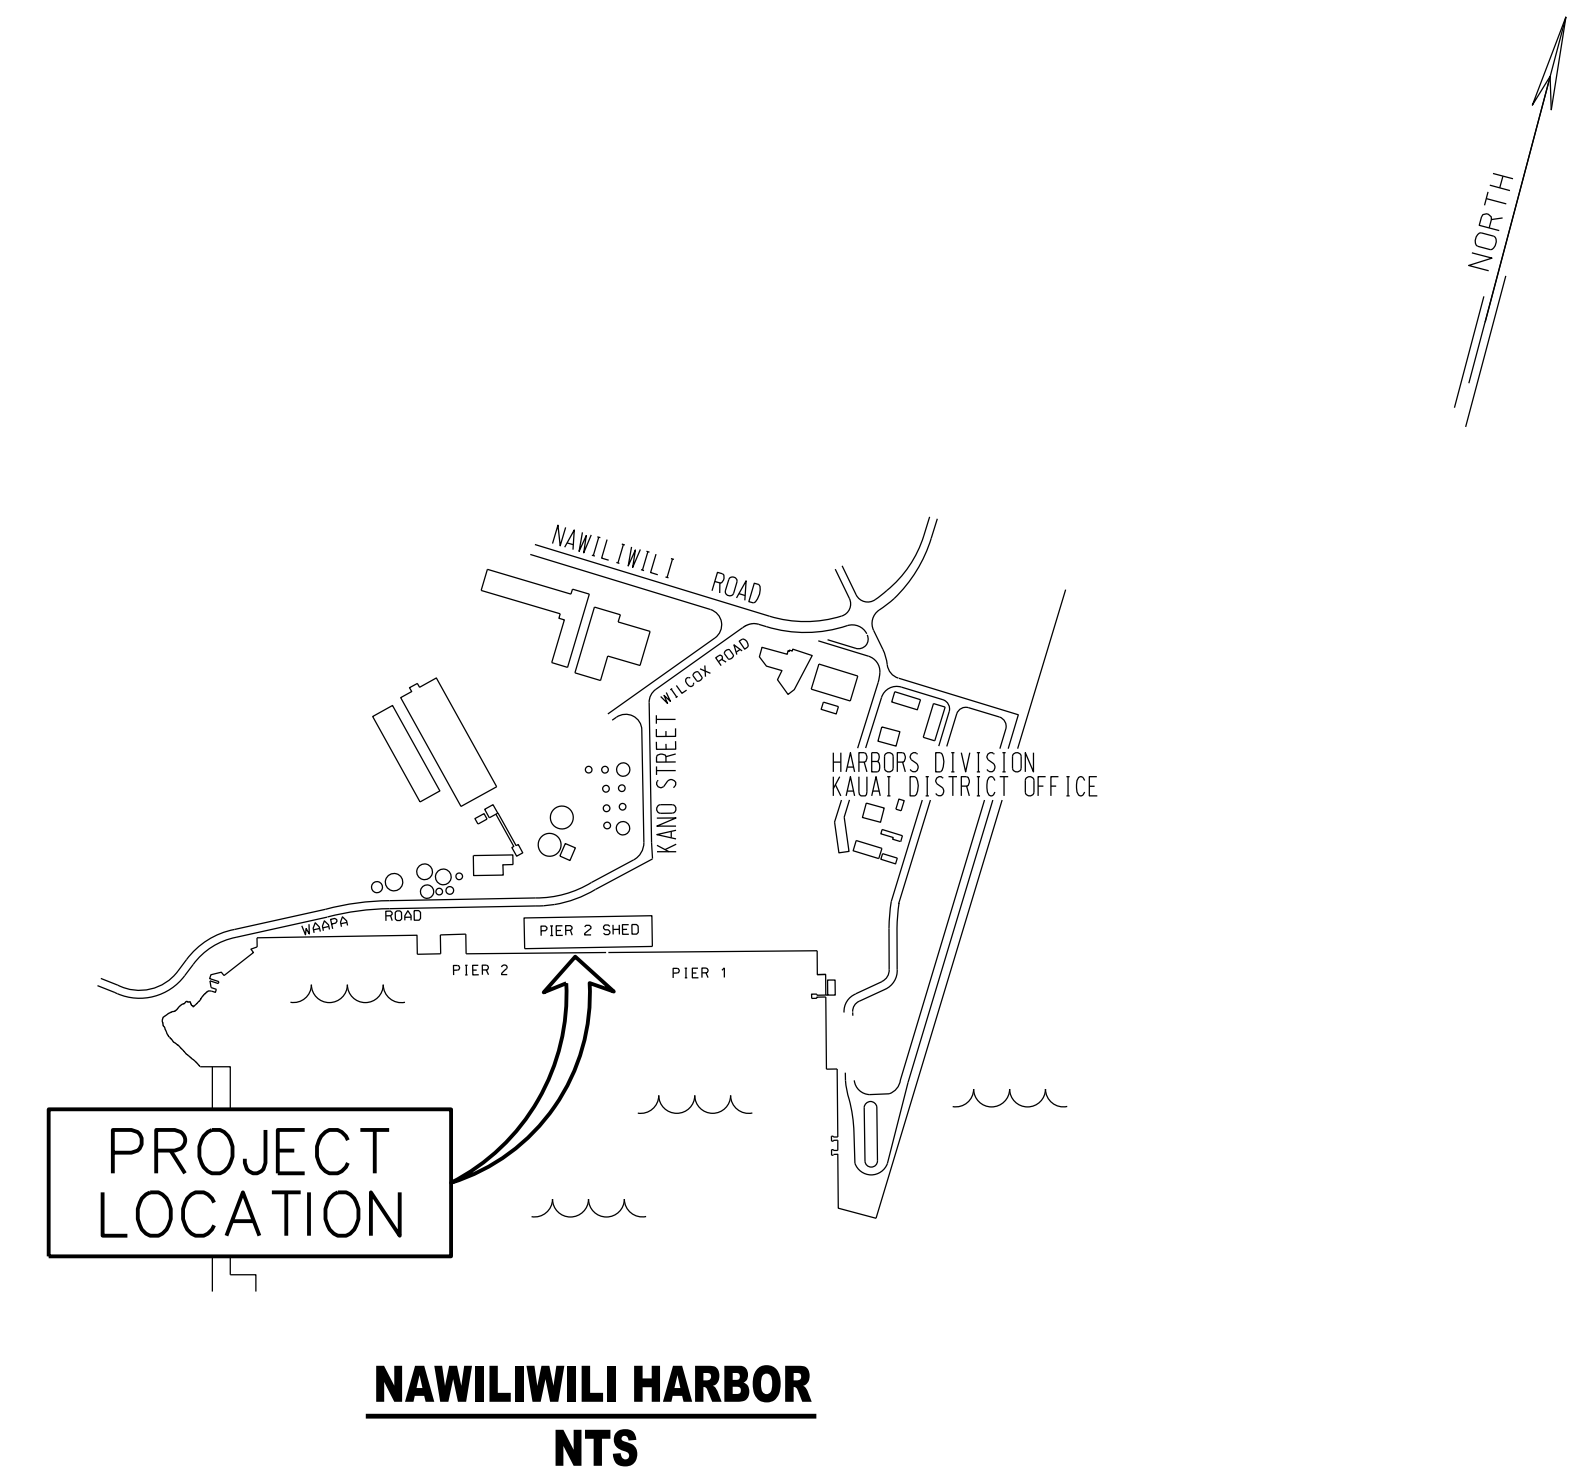 NORTH
NAWILIWILI ROAD
WILCOX ROAD
KANO STREET
HARBORS DIVISION
KAUAI DISTRICT OFFICE
WAAPA ROAD
PIER 2 SHED
PIER 2
PIER 1
PROJECT
LOCATION
NAWILIWILI HARBOR
NTS